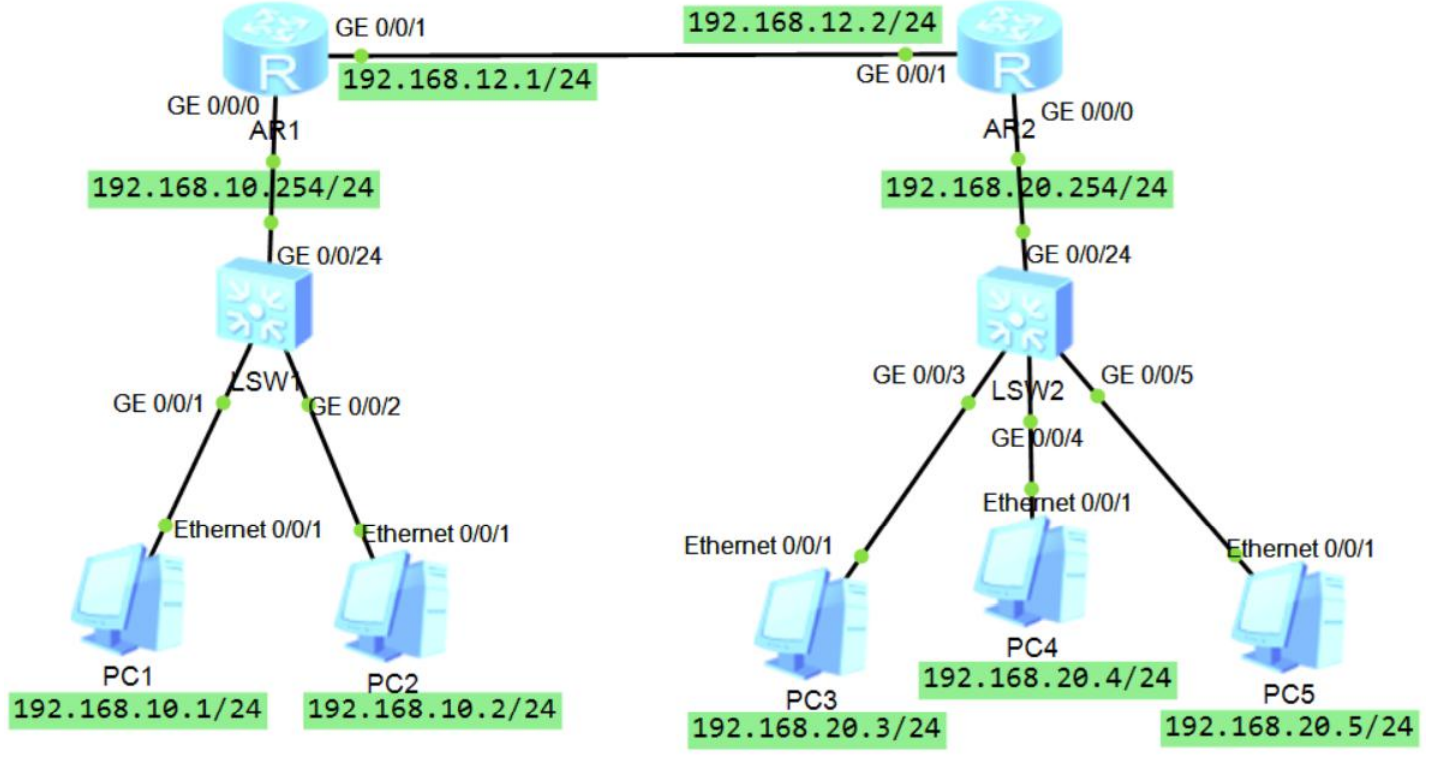 GE 0/0/1
192.168.12.2/24
192.168.12.1/24
GE 0/0/1
GE 0/0/0
AR1
GE 0/0/0
AR2
192.168.10.254/24
192.168.20.254/24
GE 0/0/24
GE 0/0/24
LSW1
GE 0/0/1
GE 0/0/2
GE 0/0/3
LSW2
GE 0/0/5
GE 0/0/4
Ethernet 0/0/1
Ethernet 0/0/1
Ethernet 0/0/1
Ethernet 0/0/1
Ethernet 0/0/1
PC1
192.168.10.1/24
PC2
192.168.10.2/24
PC3
192.168.20.3/24
PC4
192.168.20.4/24
PC5
192.168.20.5/24
R
R